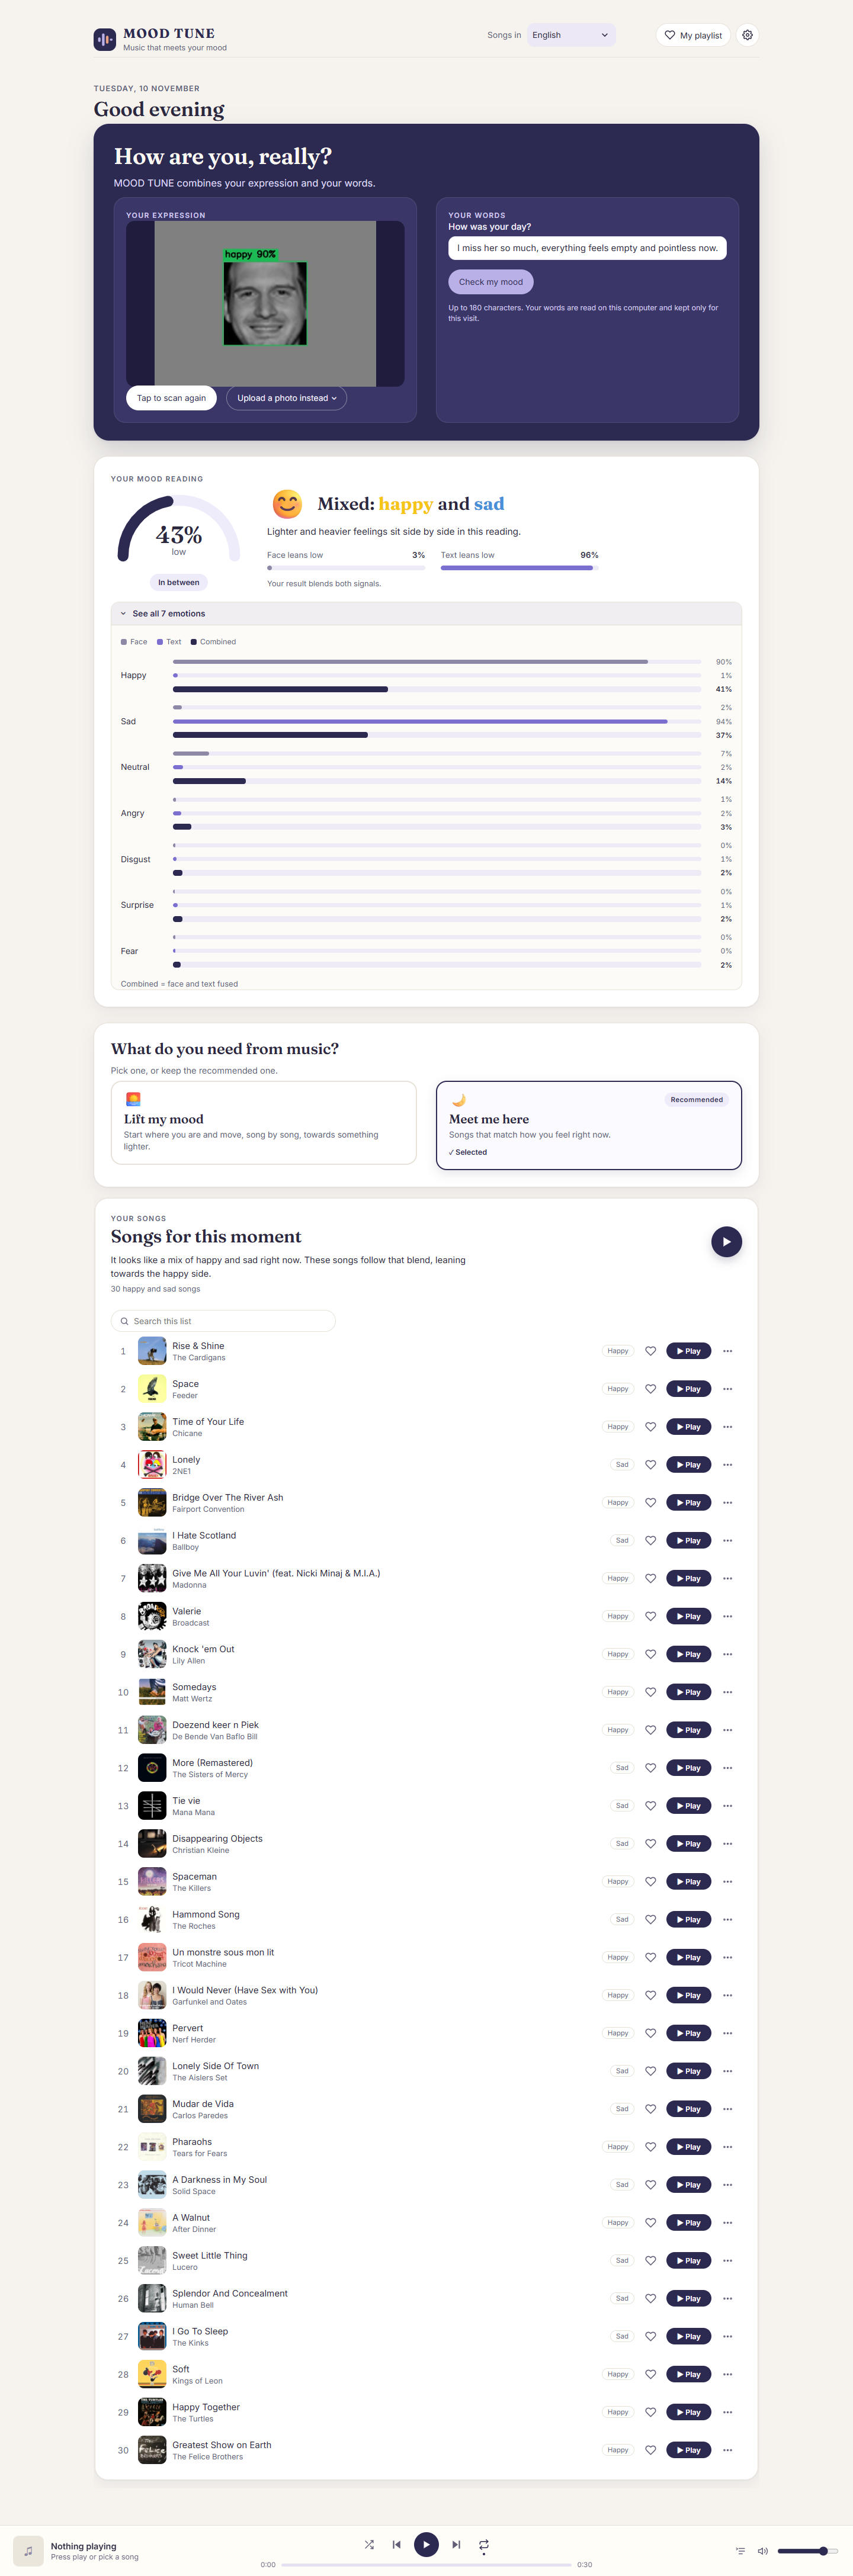 MOOD TUNE
Music that meets your mood
Songs in
English
My playlist
TUESDAY, 10 NOVEMBER
Good evening
How are you, really?
MOOD TUNE combines your expression and your words.
YOUR EXPRESSION
happy 90%
Tap to scan again
Upload a photo instead
YOUR WORDS
How was your day?
I miss her so much, everything feels empty and pointless now.
Check my mood
Up to 180 characters. Your words are read on this computer and kept only for
this visit.
YOUR MOOD READING
43%
low
In between
Mixed: happy and sad
Lighter and heavier feelings sit side by side in this reading.
Face leans low 3%
Text leans low 96%
Your result blends both signals.
See all 7 emotions
Face Text Combined
Happy
90%
1%
41%
Sad
2%
94%
37%
Neutral
7%
2%
14%
Angry
1%
2%
3%
Disgust
0%
1%
2%
Surprise
0%
1%
2%
Fear
0%
0%
2%
Combined = face and text fused
What do you need from music?
Pick one, or keep the recommended one.
Lift my mood
Start where you are and move, song by song, towards something
lighter.
Recommended
Meet me here
Songs that match how you feel right now.
✓ Selected
YOUR SONGS
Songs for this moment
It looks like a mix of happy and sad right now. These songs follow that blend, leaning
towards the happy side.
30 happy and sad songs
Search this list
1 Rise & Shine Happy Play
The Cardigans
2 Space Happy Play
Feeder
3 Time of Your Life Happy Play
Chicane
4 Lonely Sad Play
2NE1
5 Bridge Over The River Ash Happy Play
Fairport Convention
6 I Hate Scotland Sad Play
Ballboy
7 Give Me All Your Luvin' (feat. Nicki Minaj & M.I.A.) Happy Play
Madonna
8 Valerie Happy Play
Broadcast
9 Knock 'em Out Happy Play
Lily Allen
10 Somedays Happy Play
Matt Wertz
11 Doezend keer n Piek Happy Play
De Bende Van Baflo Bill
12 More (Remastered) Sad Play
The Sisters of Mercy
13 Tie vie Sad Play
Mana Mana
14 Disappearing Objects Sad Play
Christian Kleine
15 Spaceman Happy Play
The Killers
16 Hammond Song Sad Play
The Roches
17 Un monstre sous mon lit Happy Play
Tricot Machine
18 I Would Never (Have Sex with You) Happy Play
Garfunkel and Oates
19 Pervert Happy Play
Nerf Herder
20 Lonely Side Of Town Sad Play
The Aislers Set
21 Mudar de Vida Sad Play
Carlos Paredes
22 Pharaohs Happy Play
Tears for Fears
23 A Darkness in My Soul Sad Play
Solid Space
24 A Walnut Happy Play
After Dinner
25 Sweet Little Thing Sad Play
Lucero
26 Splendor And Concealment Sad Play
Human Bell
27 I Go To Sleep Sad Play
The Kinks
28 Soft Happy Play
Kings of Leon
29 Happy Together Happy Play
The Turtles
30 Greatest Show on Earth Happy Play
The Felice Brothers
Nothing playing
Press play or pick a song
0:00
0:30